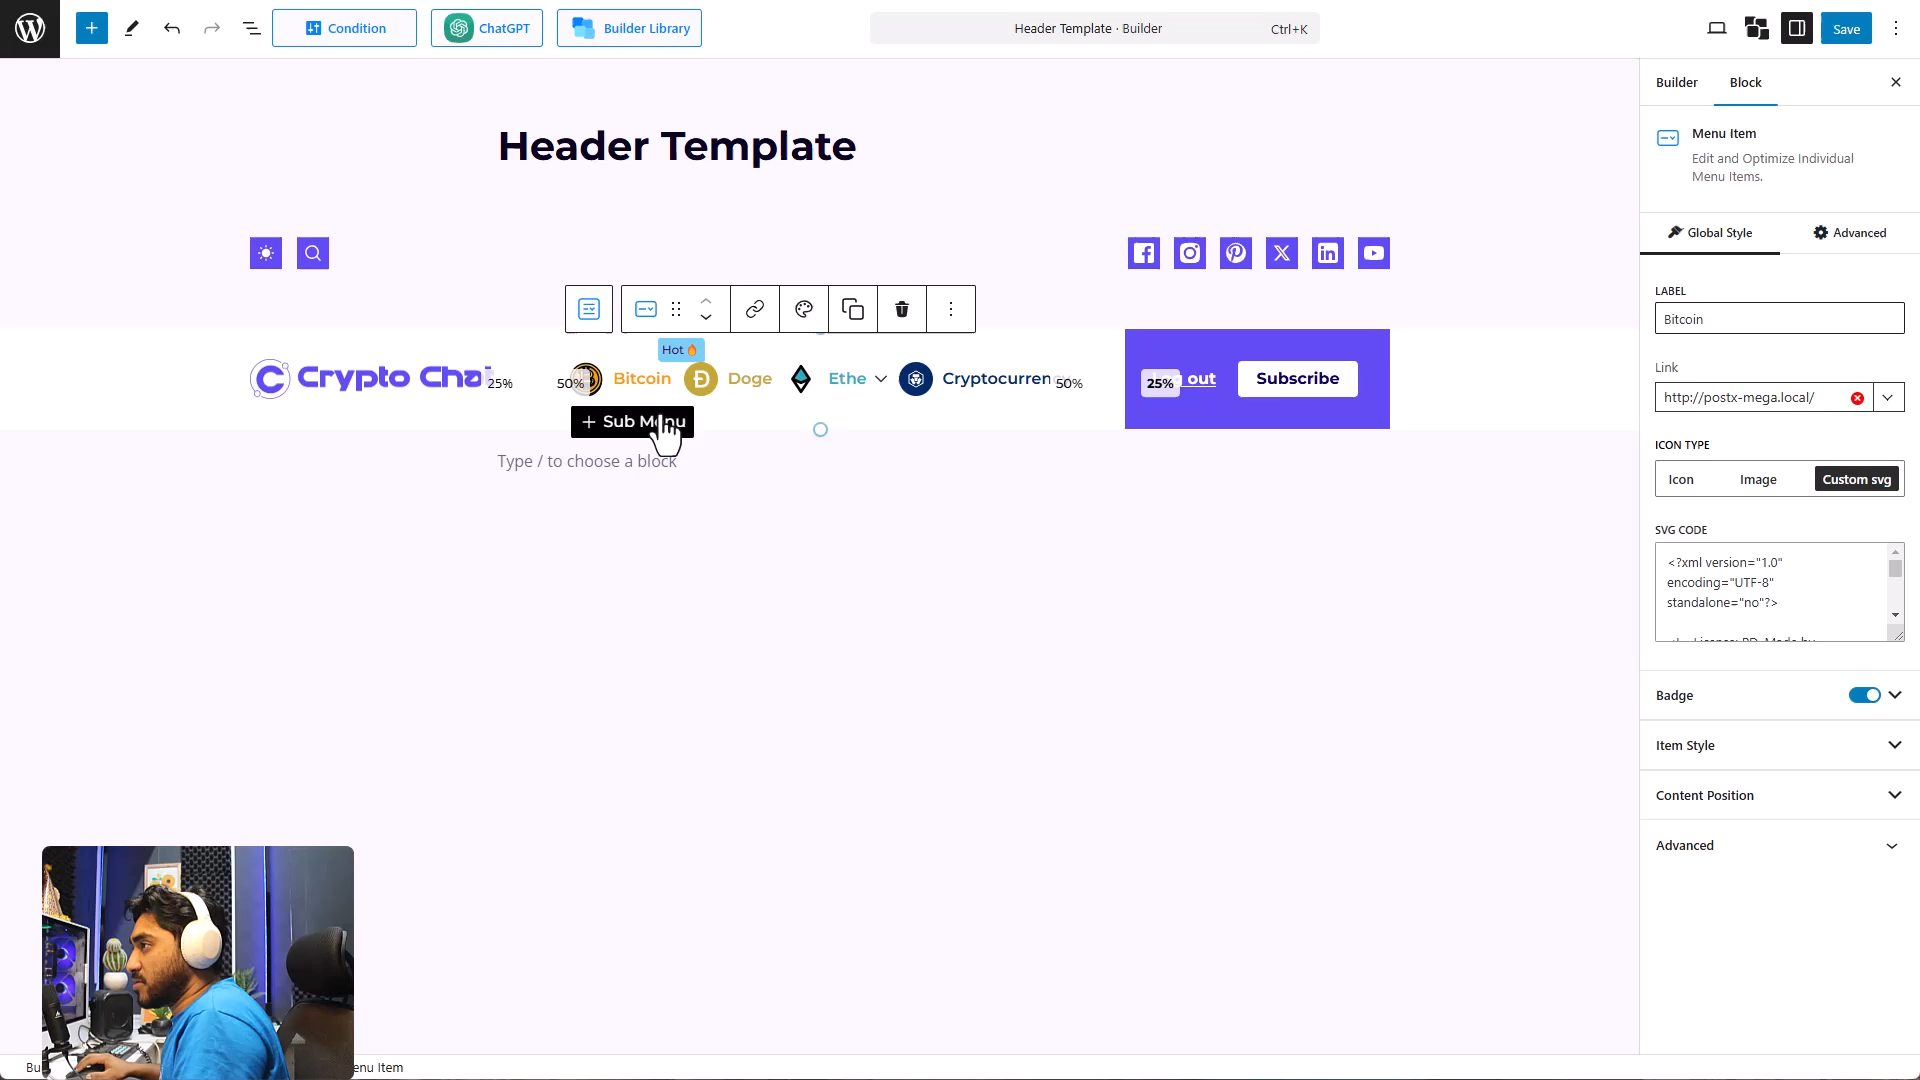 Condition
ChatGPT
Builder Library
Header Template · Builder
Ctrl+K
Save
Builder
Block
Menu Item
Edit and Optimize Individual
Menu Items.
Global Style
Advanced
Header Template
LABEL
Bitcoin
Link
http://postx-mega.local/
ICON TYPE
Icon
Image
Custom svg
SVG CODE
<?xml version="1.0"
encoding="UTF-8"
standalone="no"?>
Hot
Crypto Chat
25%
50%
Bitcoin
Doge
Ethe
Cryptocurrency
50%
25%
out
Subscribe
+ Sub Menu
Type / to choose a block
Badge
Item Style
Content Position
Advanced
Menu Item